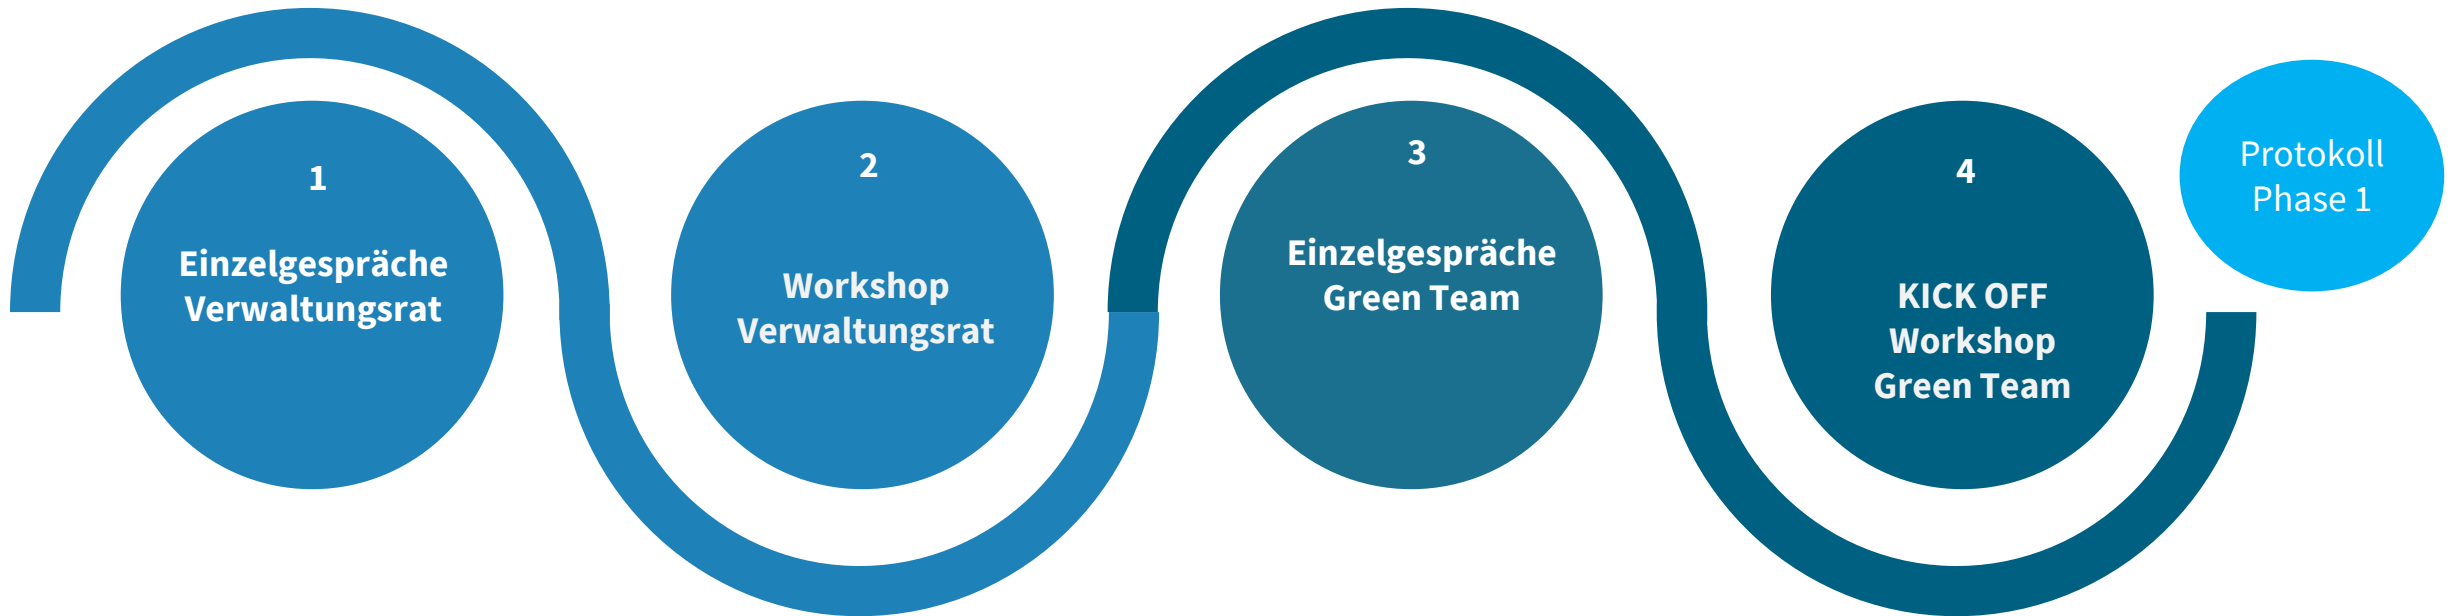 1
Einzelgespräche
Verwaltungsrat
2
Workshop
Verwaltungsrat
3
Einzelgespräche
Green Team
4
KICK OFF
Workshop
Green Team
Protokoll
Phase 1